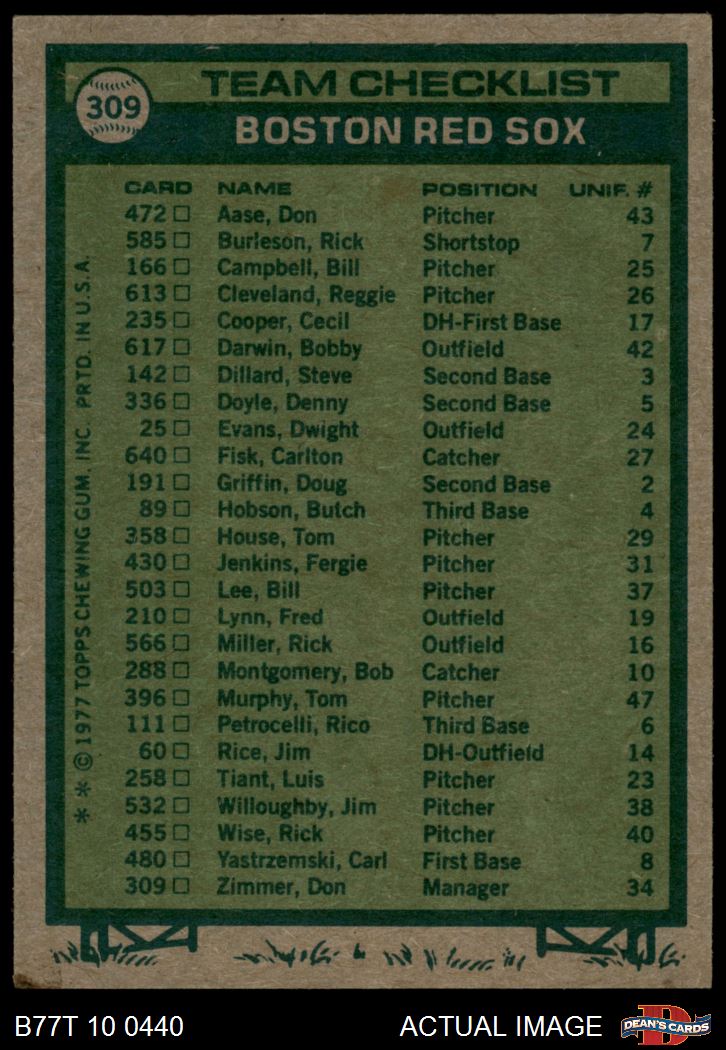 309
TEAM CHECKLIST
BOSTON RED SOX
CARD NAME POSITION UNIF. #
472 □ Aase, Don Pitcher 43
585 □ Burleson, Rick Shortstop 7
166 □ Campbell, Bill Pitcher 25
613 □ Cleveland, Reggie Pitcher 26
235 □ Cooper, Cecil DH-First Base 17
617 □ Darwin, Bobby Outfield 42
142 □ Dillard, Steve Second Base 3
336 □ Doyle, Denny Second Base 5
25 □ Evans, Dwight Outfield 24
640 □ Fisk, Carlton Catcher 27
191 □ Griffin, Doug Second Base 2
89 □ Hobson, Butch Third Base 4
358 □ House, Tom Pitcher 29
430 □ Jenkins, Fergie Pitcher 31
503 □ Lee, Bill Pitcher 37
210 □ Lynn, Fred Outfield 19
566 □ Miller, Rick Outfield 16
288 □ Montgomery, Bob Catcher 10
396 □ Murphy, Tom Pitcher 47
111 □ Petrocelli, Rico Third Base 6
60 □ Rice, Jim DH-Outfield 14
258 □ Tiant, Luis Pitcher 23
532 □ Willoughby, Jim Pitcher 38
455 □ Wise, Rick Pitcher 40
480 □ Yastrzemski, Carl First Base 8
309 □ Zimmer, Don Manager 34
* * © 1977 TOPPS CHEWING GUM, INC. PRTD. IN U.S.A.
B77T 10 0440 ACTUAL IMAGE
D
DEAN'S CARDS